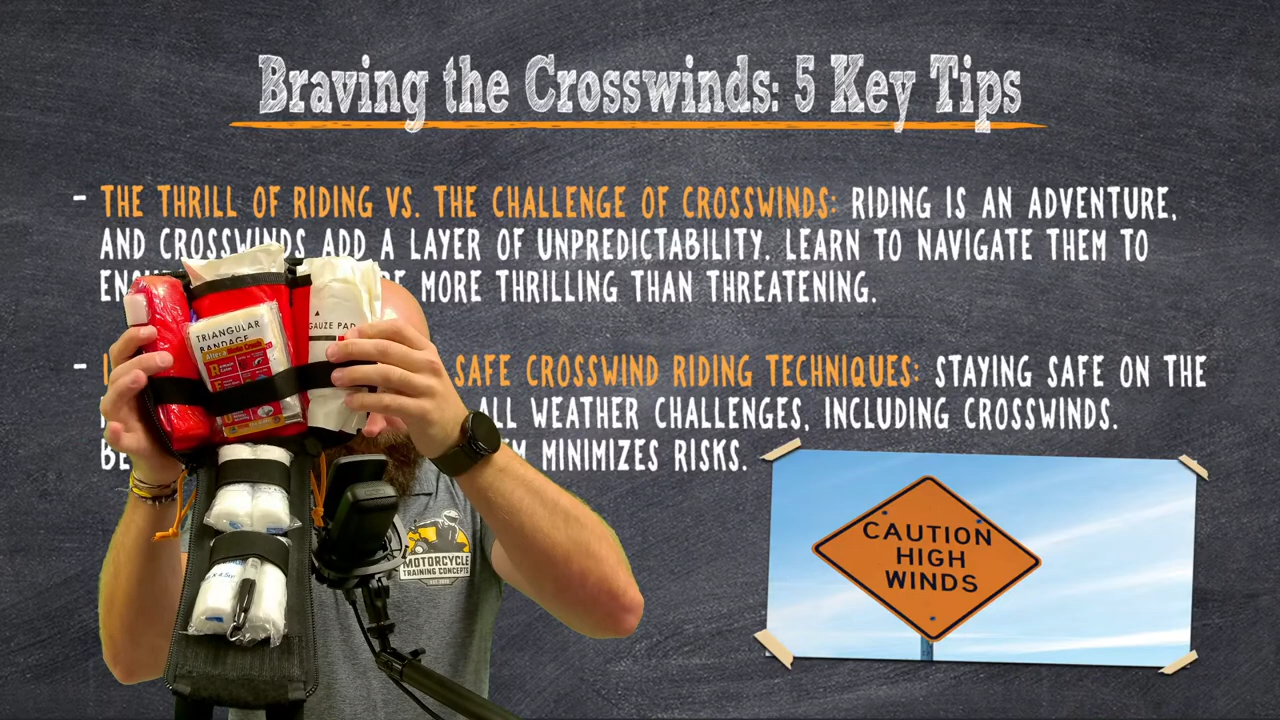 Braving the Crosswinds: 5 Key Tips
- THE THRILL OF RIDING VS. THE CHALLENGE OF CROSSWINDS: RIDING IS AN ADVENTURE,
AND CROSSWINDS ADD A LAYER OF UNPREDICTABILITY. LEARN TO NAVIGATE THEM TO
MORE THRILLING THAN THREATENING.
- SAFE CROSSWIND RIDING TECHNIQUES: STAYING SAFE ON THE
ALL WEATHER CHALLENGES, INCLUDING CROSSWINDS.
MINIMIZES RISKS.
TRIANGULAR
BANDAGE
GAUZE PAD
MOTORCYCLE
TRAINING CONCEPTS
CAUTION
HIGH
WINDS